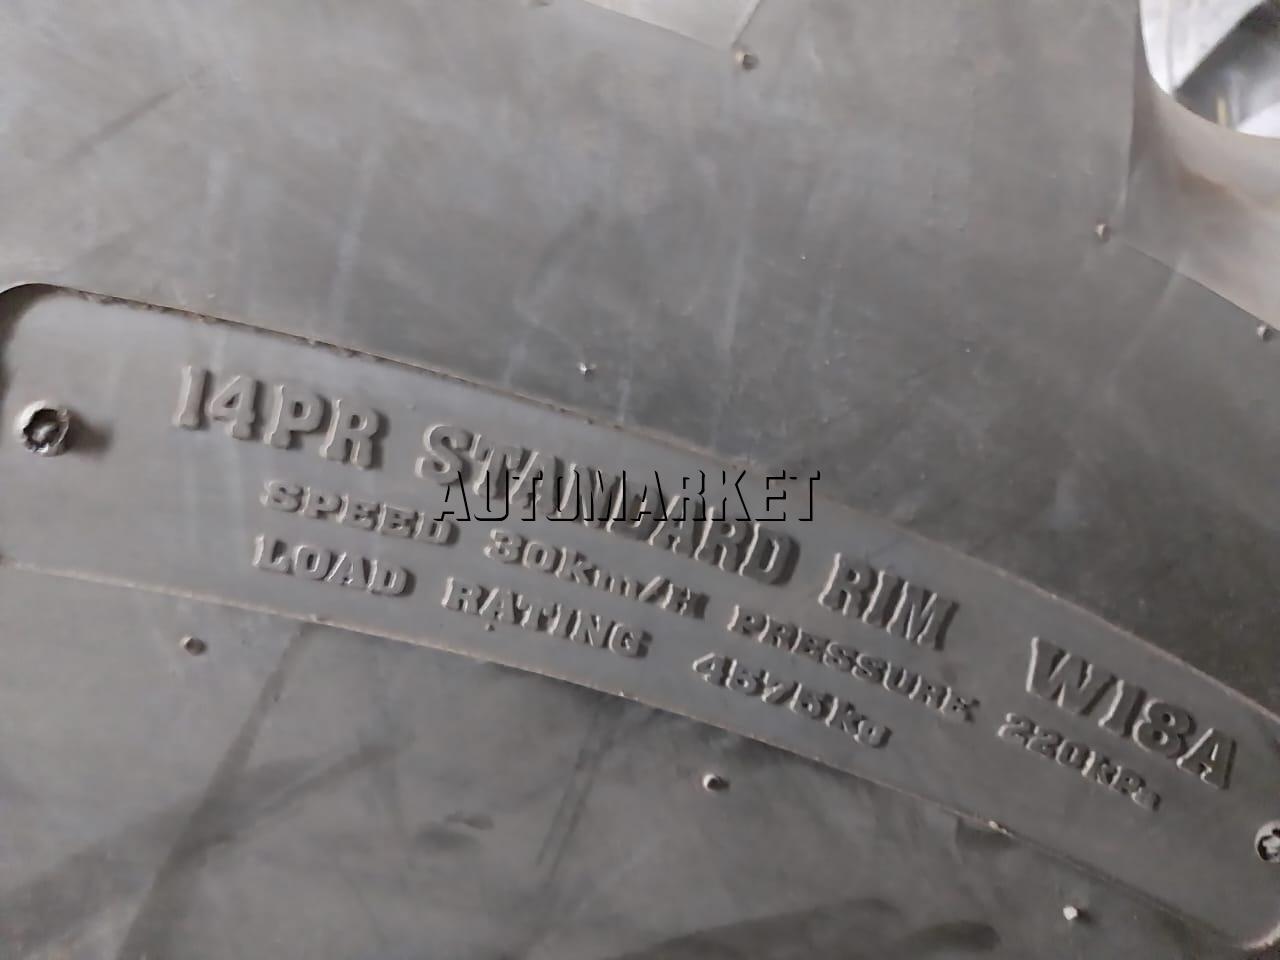 14PR STANDARD RIM W18A
SPEED 30Km/H PRESSURE 220KPa
LOAD RATING 4575KG
AUTOMARKET